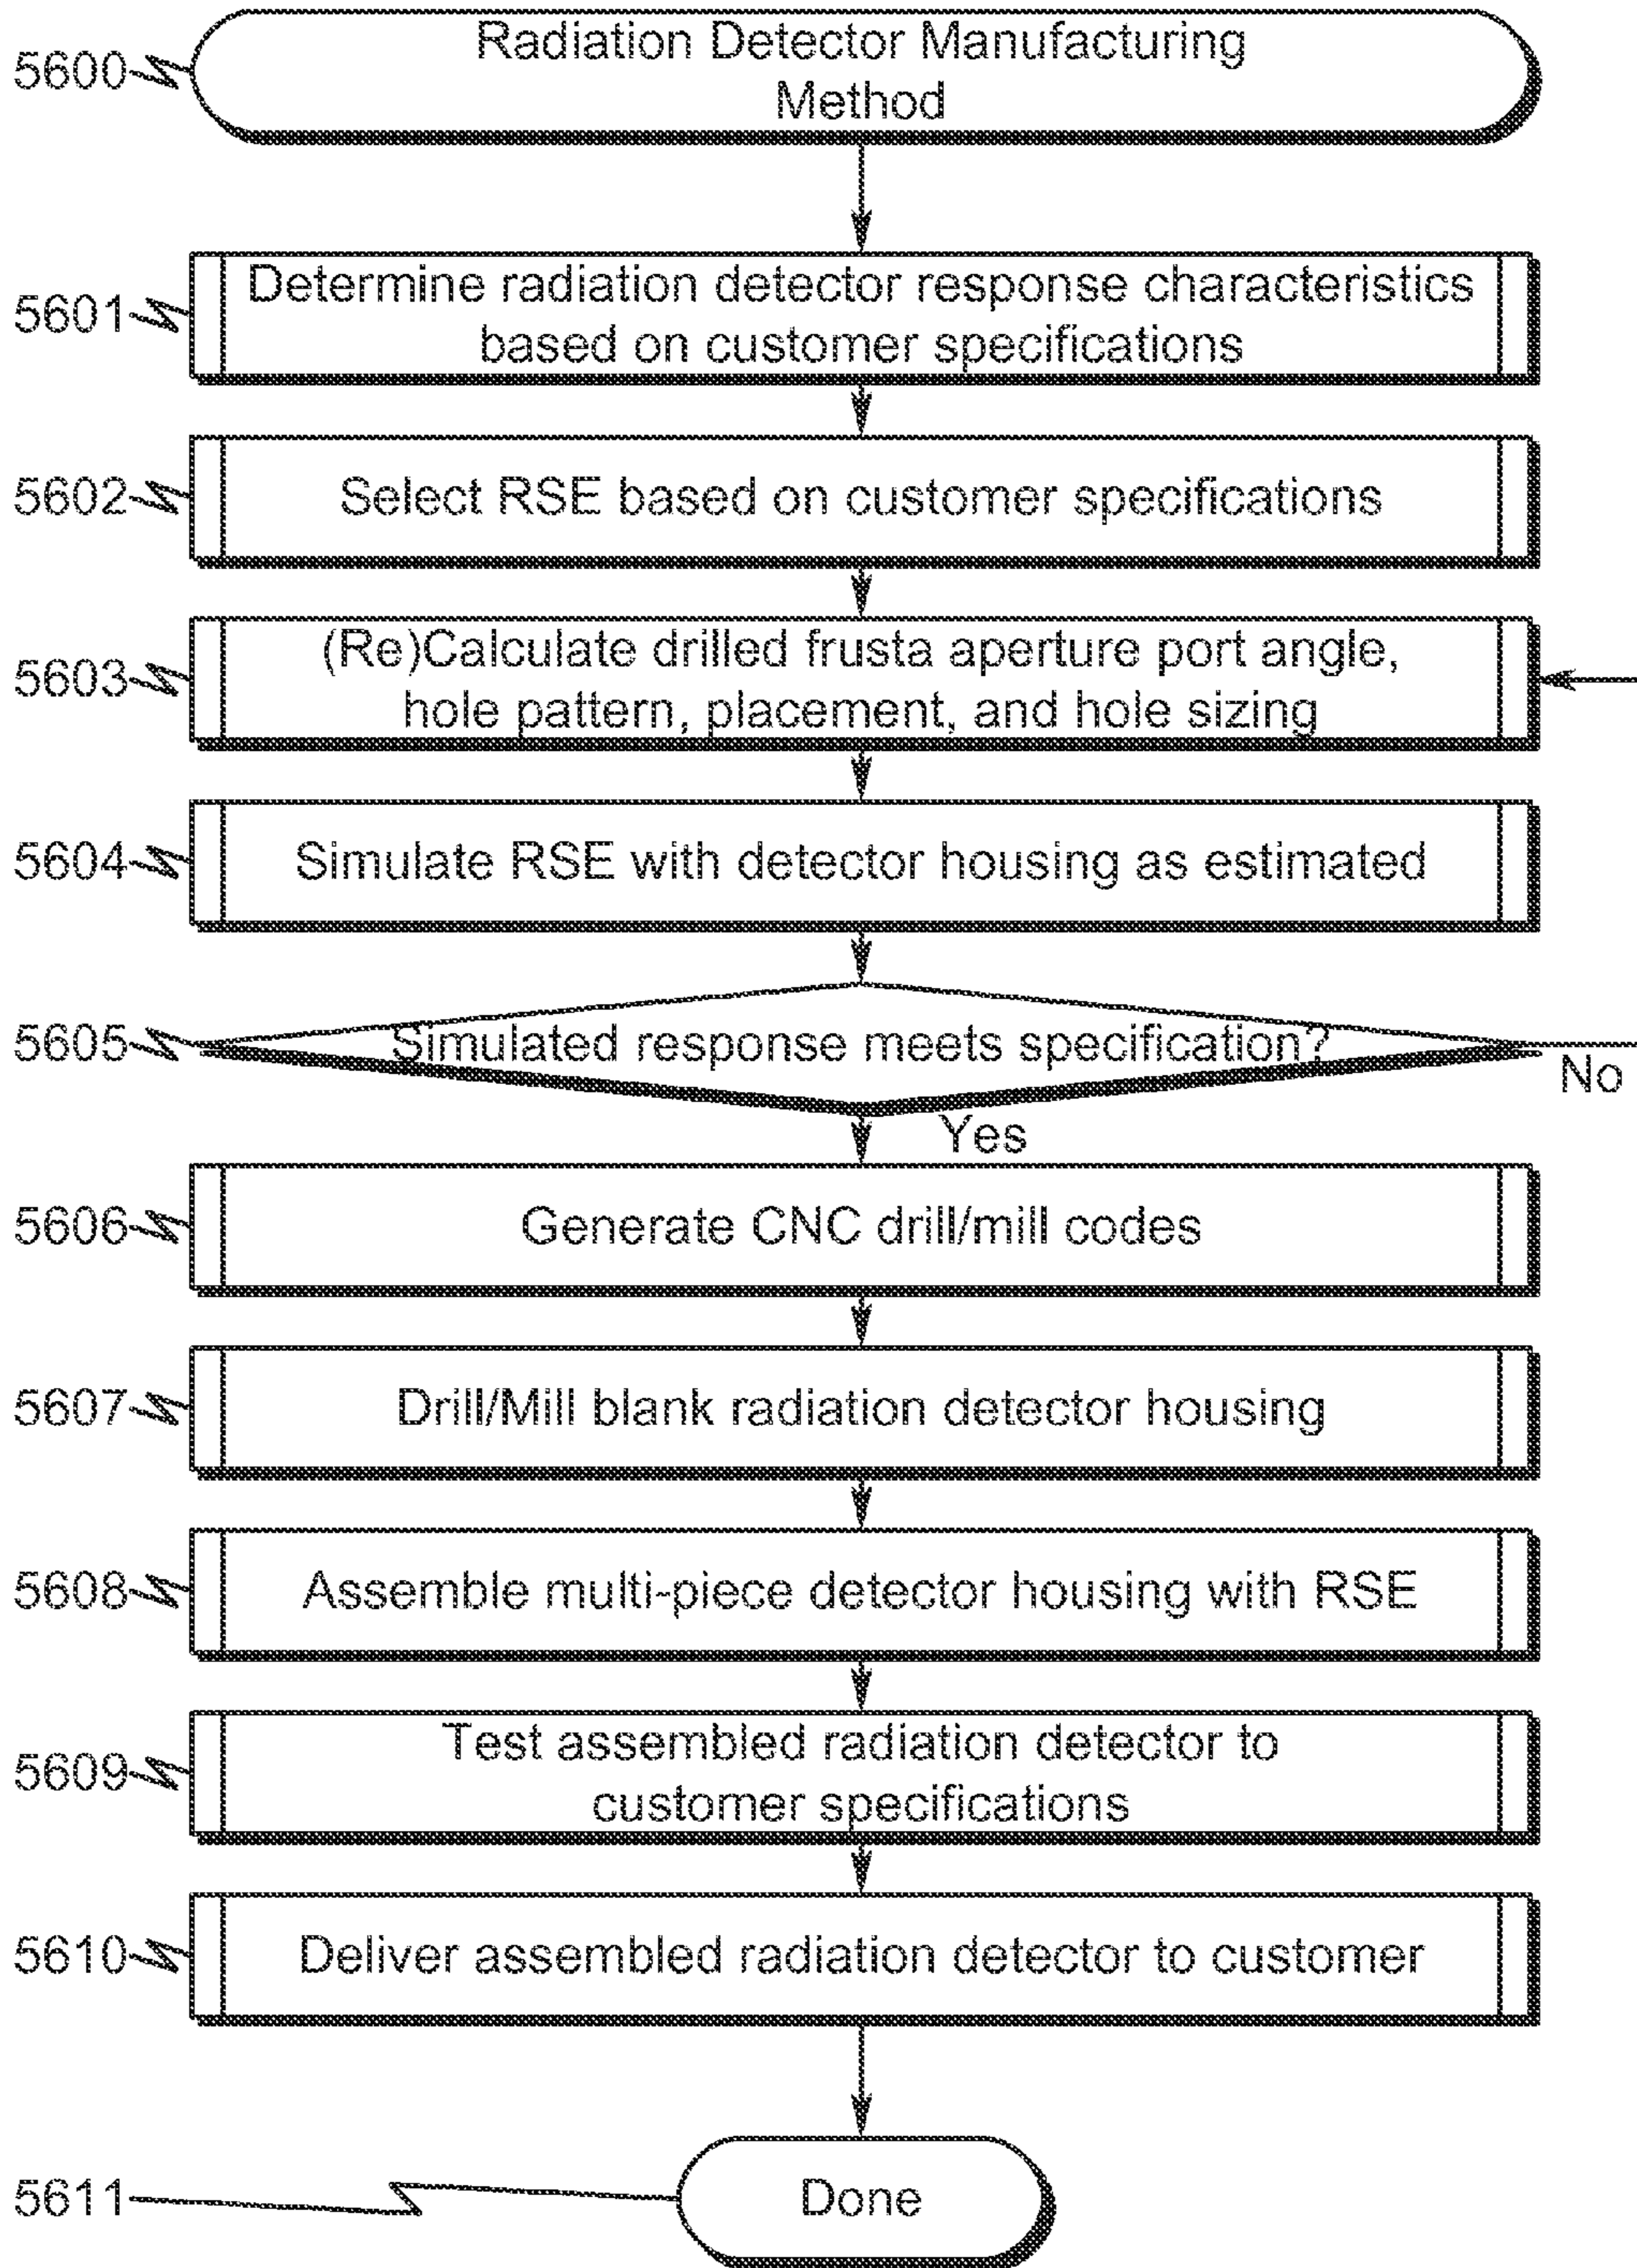 5600
Radiation Detector Manufacturing
Method
5601
Determine radiation detector response characteristics
based on customer specifications
5602
Select RSE based on customer specifications
5603
(Re)Calculate drilled frusta aperture port angle,
hole pattern, placement, and hole sizing
5604
Simulate RSE with detector housing as estimated
5605
Simulated response meets specification?
No
Yes
5606
Generate CNC drill/mill codes
5607
Drill/Mill blank radiation detector housing
5608
Assemble multi-piece detector housing with RSE
5609
Test assembled radiation detector to
customer specifications
5610
Deliver assembled radiation detector to customer
5611
Done